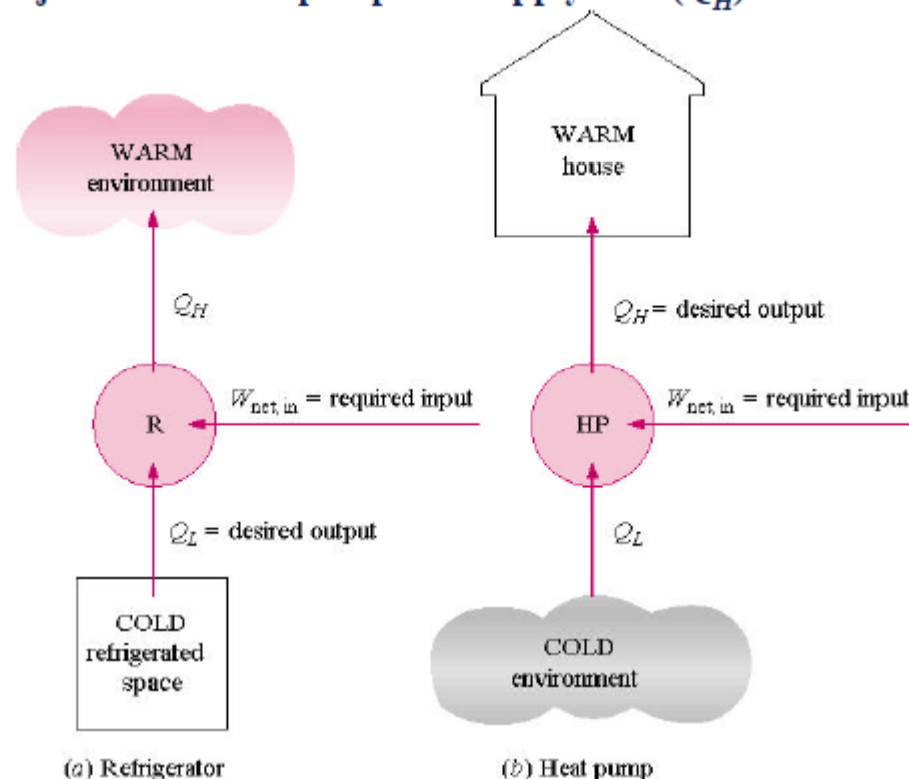 (Q_H)
WARM
environment
Q_H
R
W_net, in = required input
Q_L = desired output
COLD
refrigerated
space
(a) Refrigerator
WARM
house
Q_H = desired output
HP
W_net, in = required input
Q_L
COLD
environment
(b) Heat pump